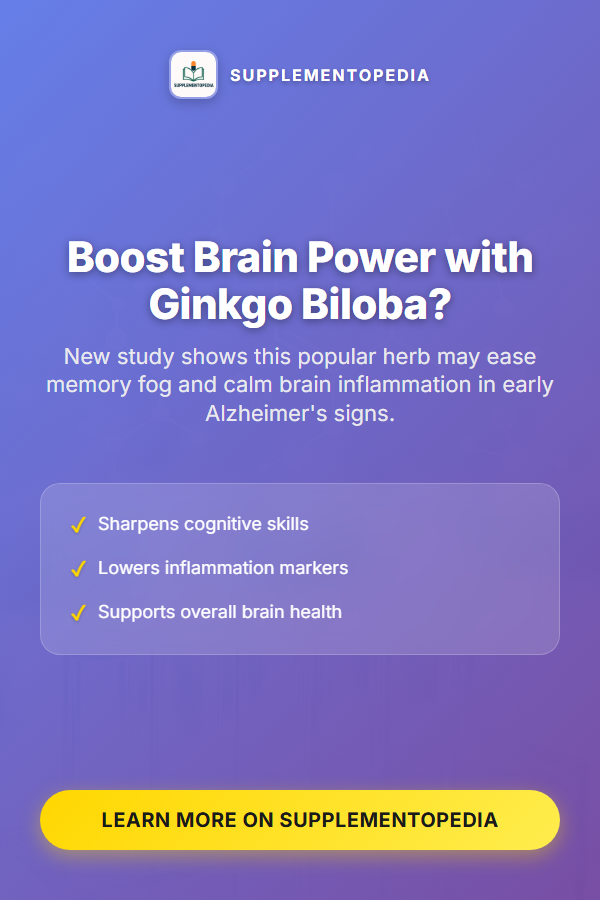 SUPPLEMENTOPEDIA
SUPPLEMENTOPEDIA
Boost Brain Power with
Ginkgo Biloba?
New study shows this popular herb may ease
memory fog and calm brain inflammation in early
Alzheimer's signs.
✓ Sharpens cognitive skills
✓ Lowers inflammation markers
✓ Supports overall brain health
LEARN MORE ON SUPPLEMENTOPEDIA